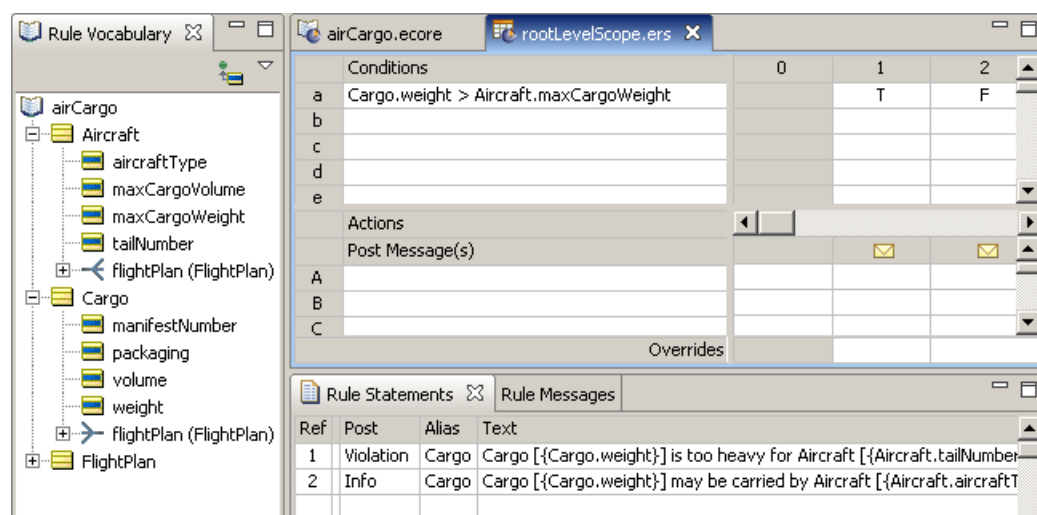 Rule Vocabulary
airCargo
Aircraft
aircraftType
maxCargoVolume
maxCargoWeight
tailNumber
flightPlan (FlightPlan)
Cargo
manifestNumber
packaging
volume
weight
flightPlan (FlightPlan)
FlightPlan
airCargo.ecore rootLevelScope.ers
Conditions 0 1 2
a Cargo.weight > Aircraft.maxCargoWeight T F
b
c
d
e
Actions
Post Message(s)
A
B
C
Overrides
Rule Statements Rule Messages
Ref Post Alias Text
1 Violation Cargo Cargo [{Cargo.weight}] is too heavy for Aircraft [{Aircraft.tailNumber
2 Info Cargo Cargo [{Cargo.weight}] may be carried by Aircraft [{Aircraft.aircraftT